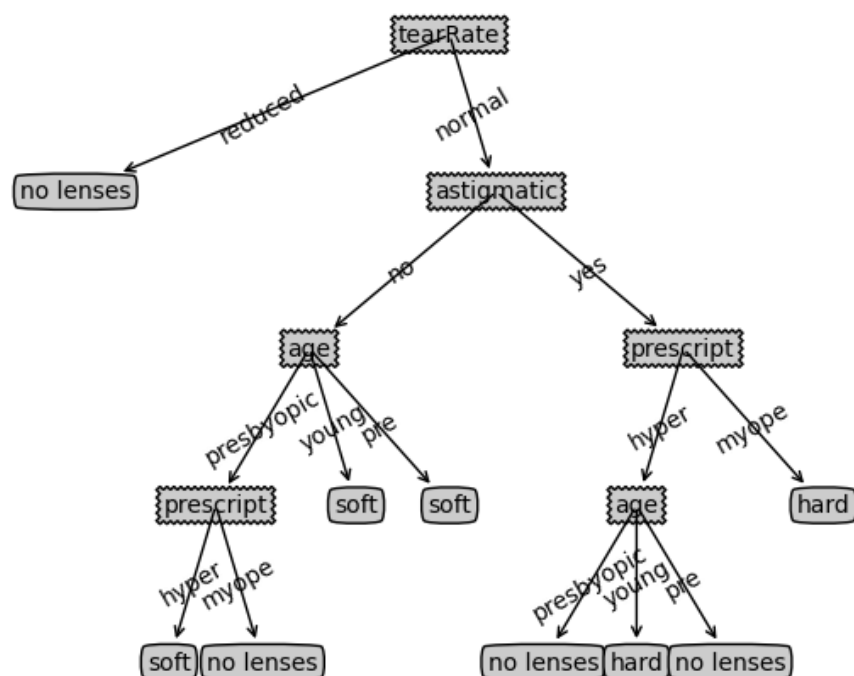 tearRate
reduced
normal
no lenses
astigmatic
no
yes
age
prescript
presbyopic
young
pre
hyper
myope
prescript
soft
soft
age
hard
hyper
myope
presbyopic
young
pre
soft
no lenses
no lenses
hard
no lenses